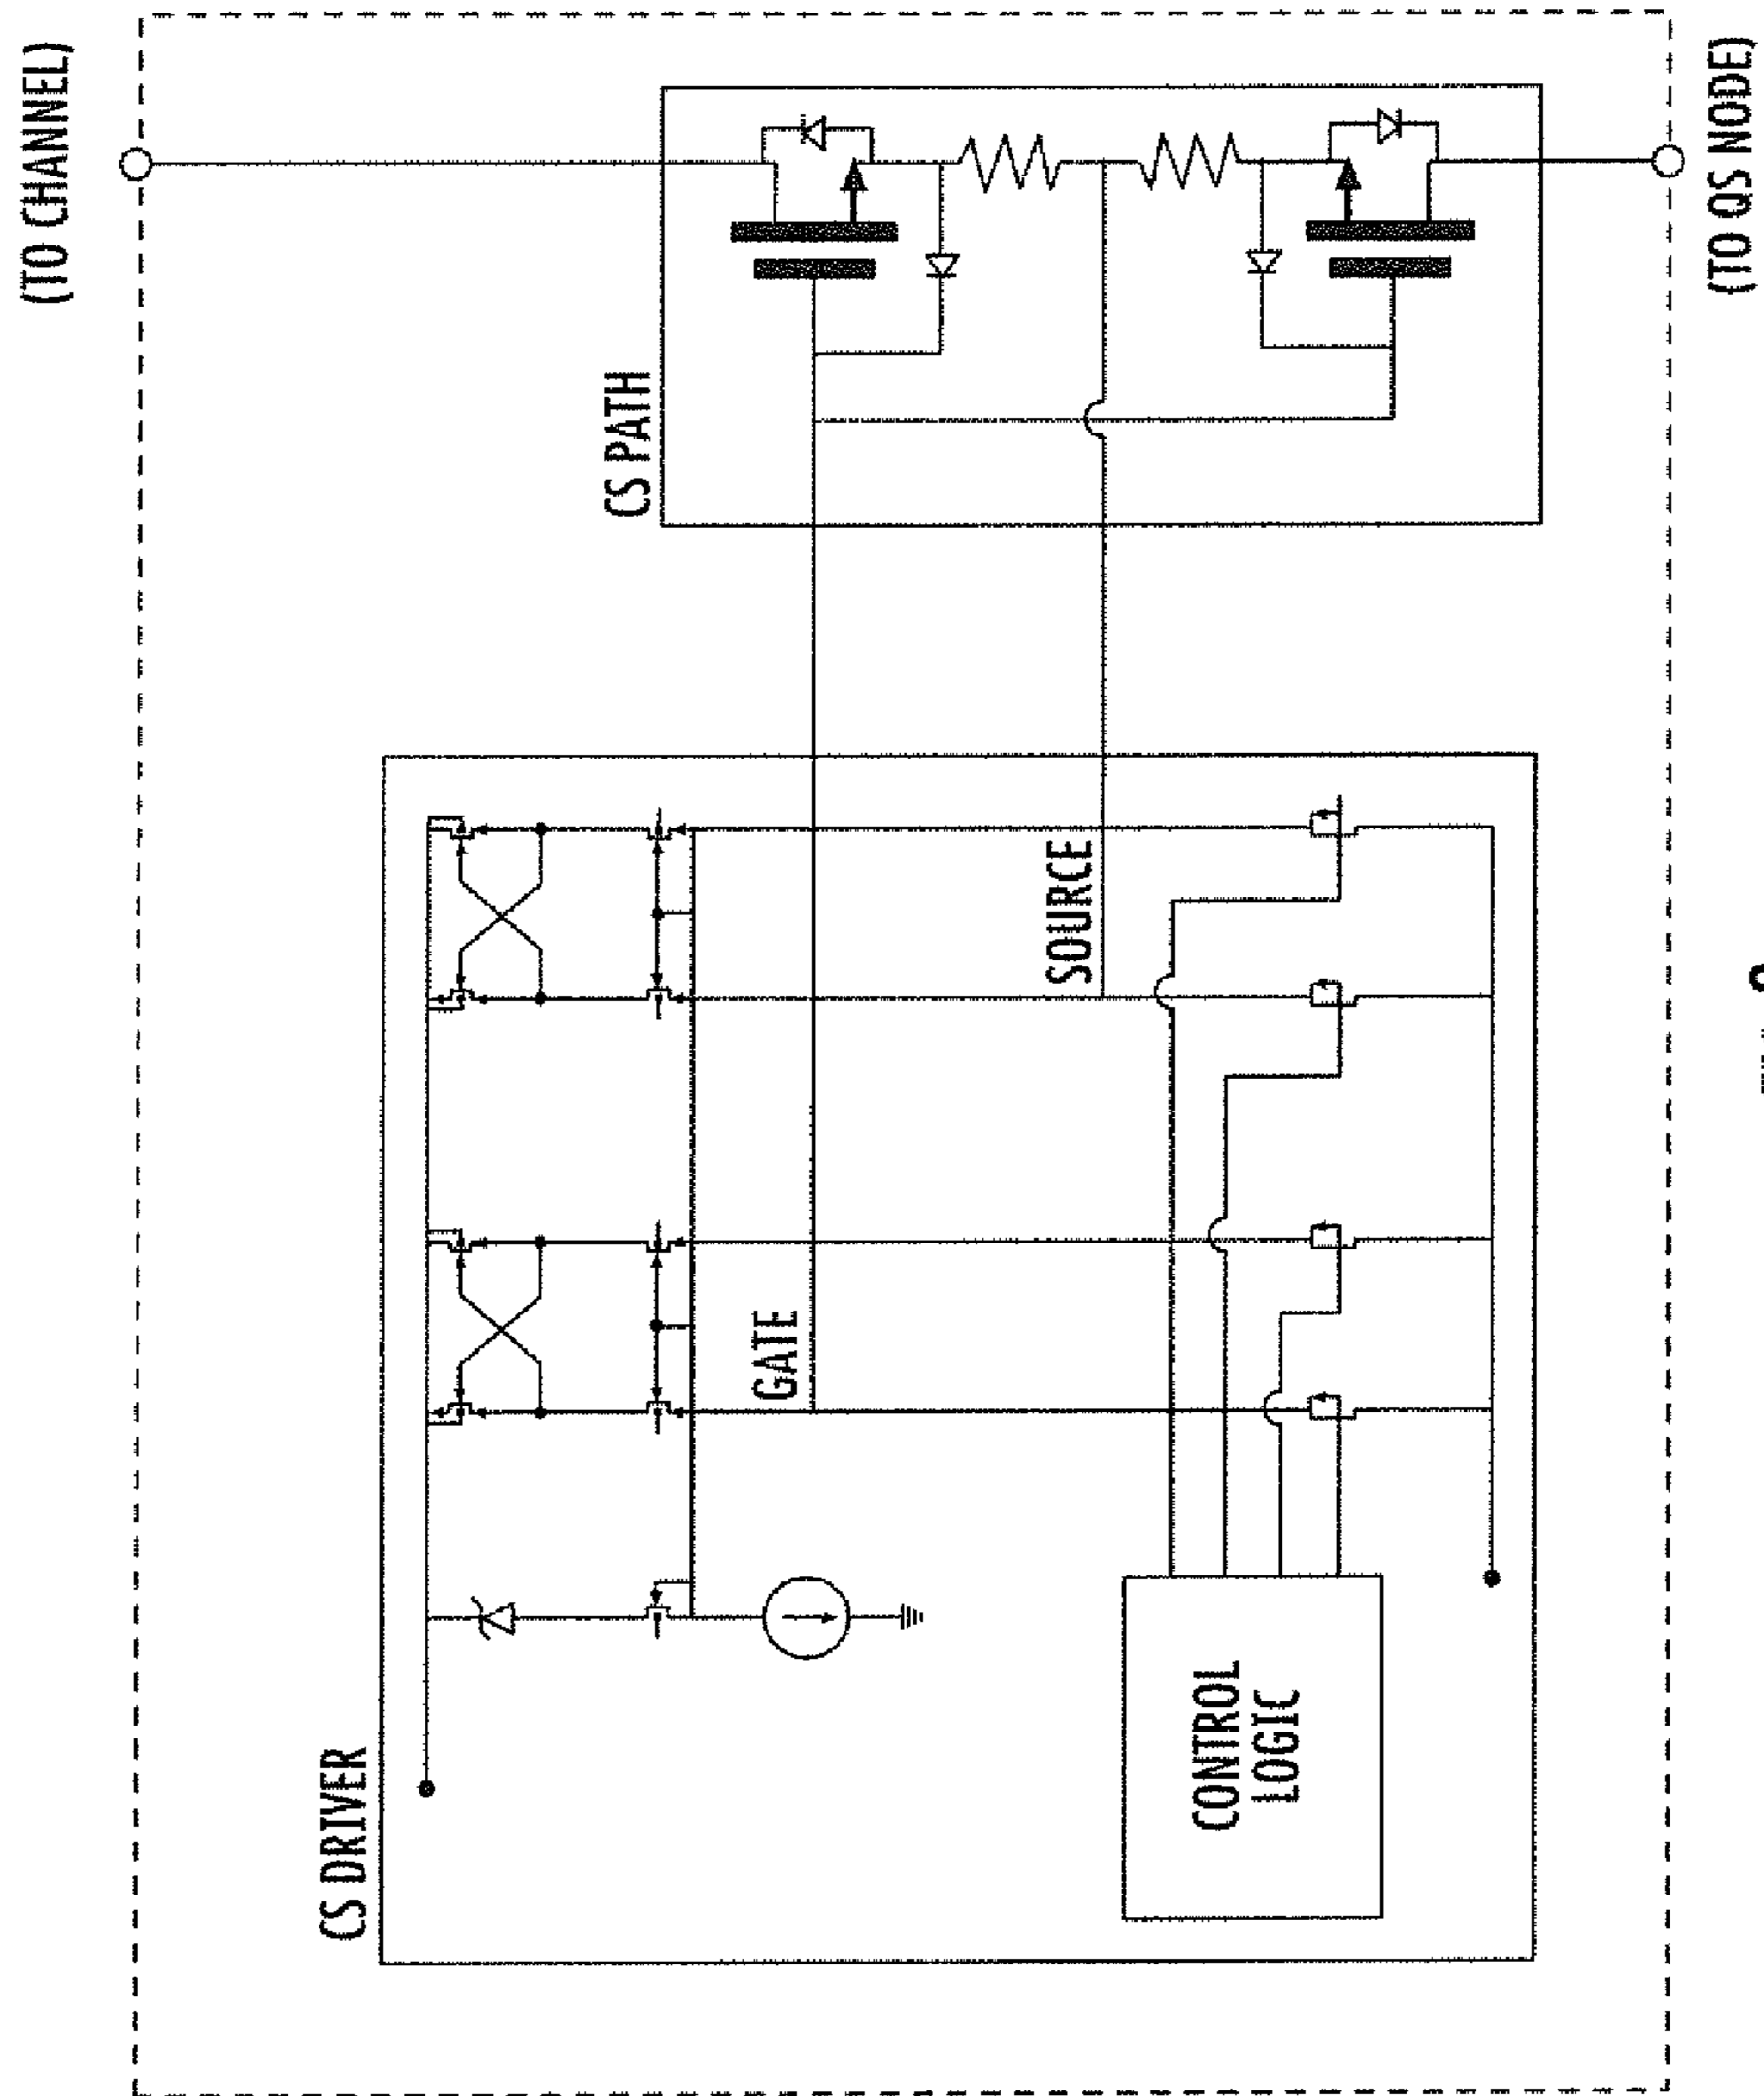 (TO CHANNEL)
CS PATH
CS DRIVER
SOURCE
GATE
CONTROL
LOGIC
(TO QS NODE)